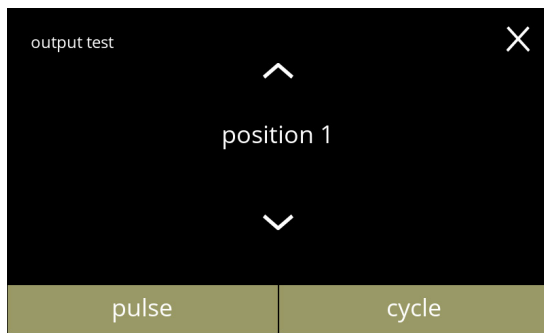 output test
position 1
pulse
cycle